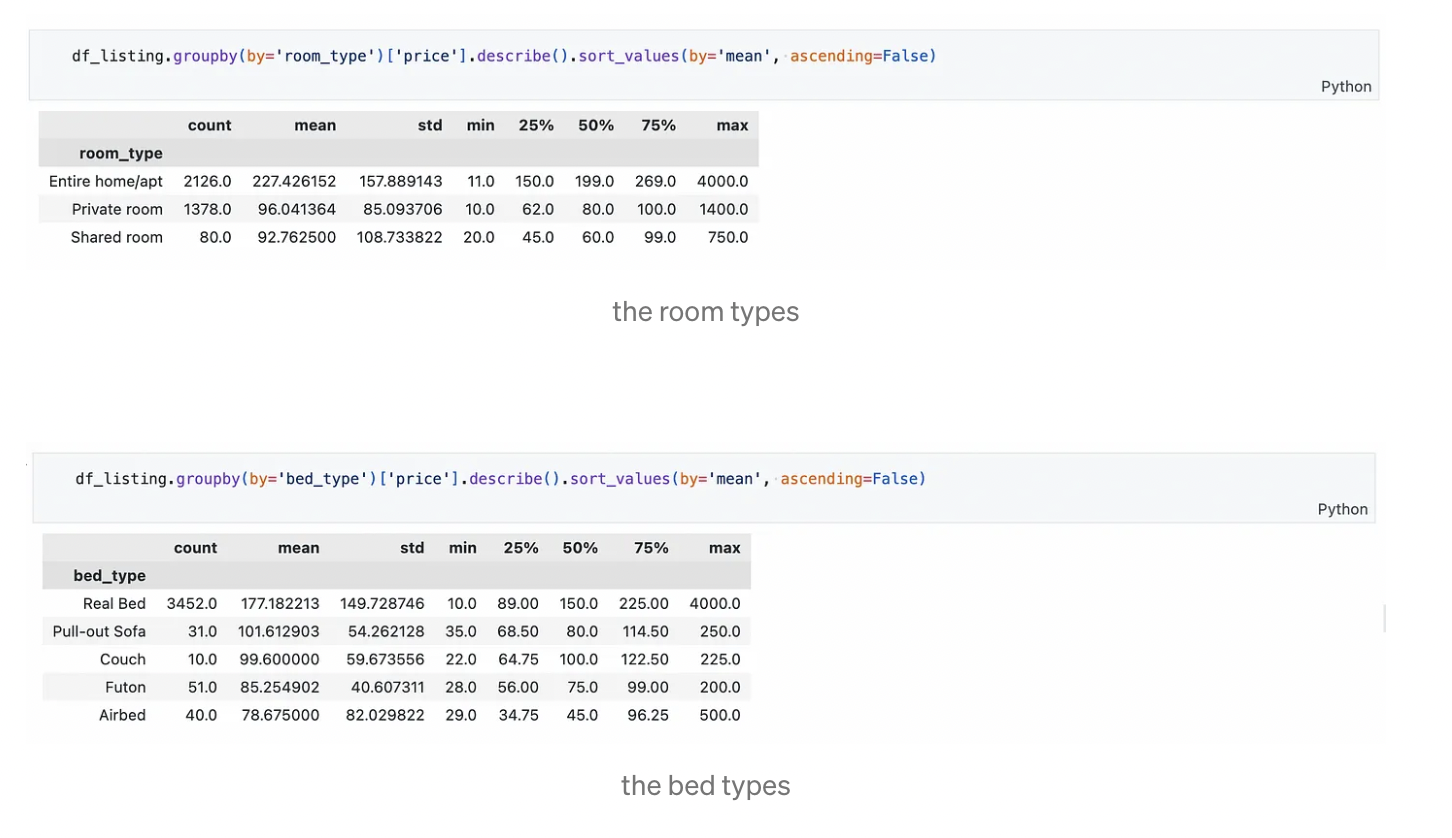 df_listing.groupby(by='room_type')['price'].describe().sort_values(by='mean', ascending=False)
Python
count mean std min 25% 50% 75% max
room_type
Entire home/apt 2126.0 227.426152 157.889143 11.0 150.0 199.0 269.0 4000.0
Private room 1378.0 96.041364 85.093706 10.0 62.0 80.0 100.0 1400.0
Shared room 80.0 92.762500 108.733822 20.0 45.0 60.0 99.0 750.0
the room types
df_listing.groupby(by='bed_type')['price'].describe().sort_values(by='mean', ascending=False)
Python
count mean std min 25% 50% 75% max
bed_type
Real Bed 3452.0 177.182213 149.728746 10.0 89.00 150.0 225.00 4000.0
Pull-out Sofa 31.0 101.612903 54.262128 35.0 68.50 80.0 114.50 250.0
Couch 10.0 99.600000 59.673556 22.0 64.75 100.0 122.50 225.0
Futon 51.0 85.254902 40.607311 28.0 56.00 75.0 99.00 200.0
Airbed 40.0 78.675000 82.029822 29.0 34.75 45.0 96.25 500.0
the bed types